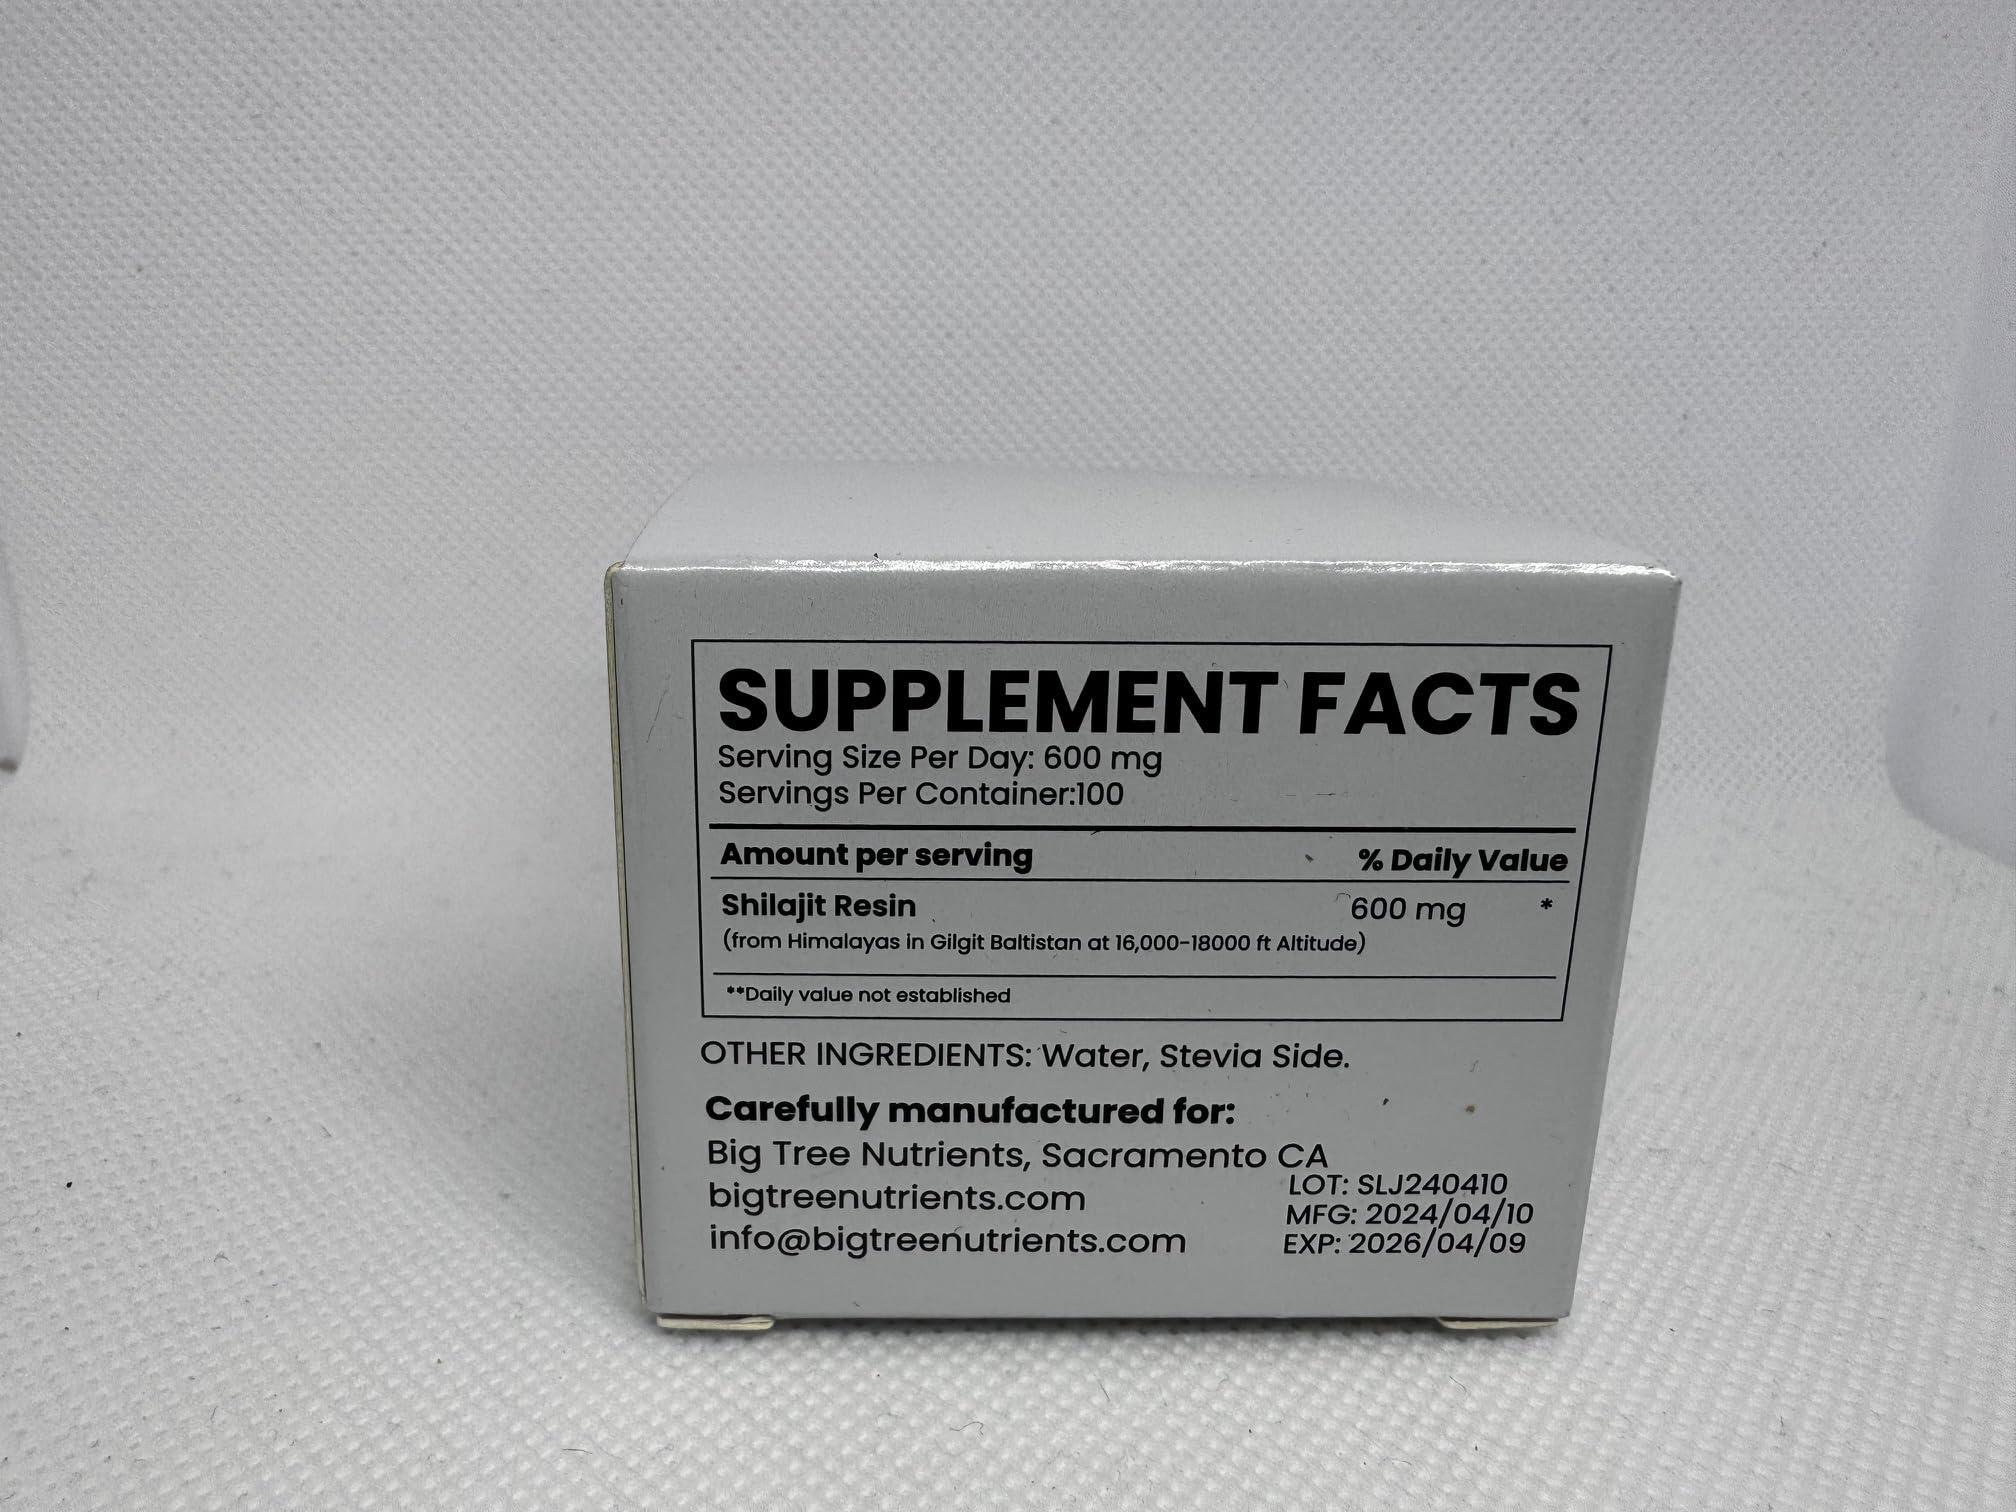 SUPPLEMENT FACTS
Serving Size Per Day: 600 mg
Servings Per Container:100
Amount per serving % Daily Value
Shilajit Resin 600 mg *
(from Himalayas in Gilgit Baltistan at 16,000-18000 ft Altitude)
**Daily value not established
OTHER INGREDIENTS: Water, Stevia Side.
Carefully manufactured for:
Big Tree Nutrients, Sacramento CA
bigtreenutrients.com
info@bigtreenutrients.com
LOT: SLJ240410
MFG: 2024/04/10
EXP: 2026/04/09